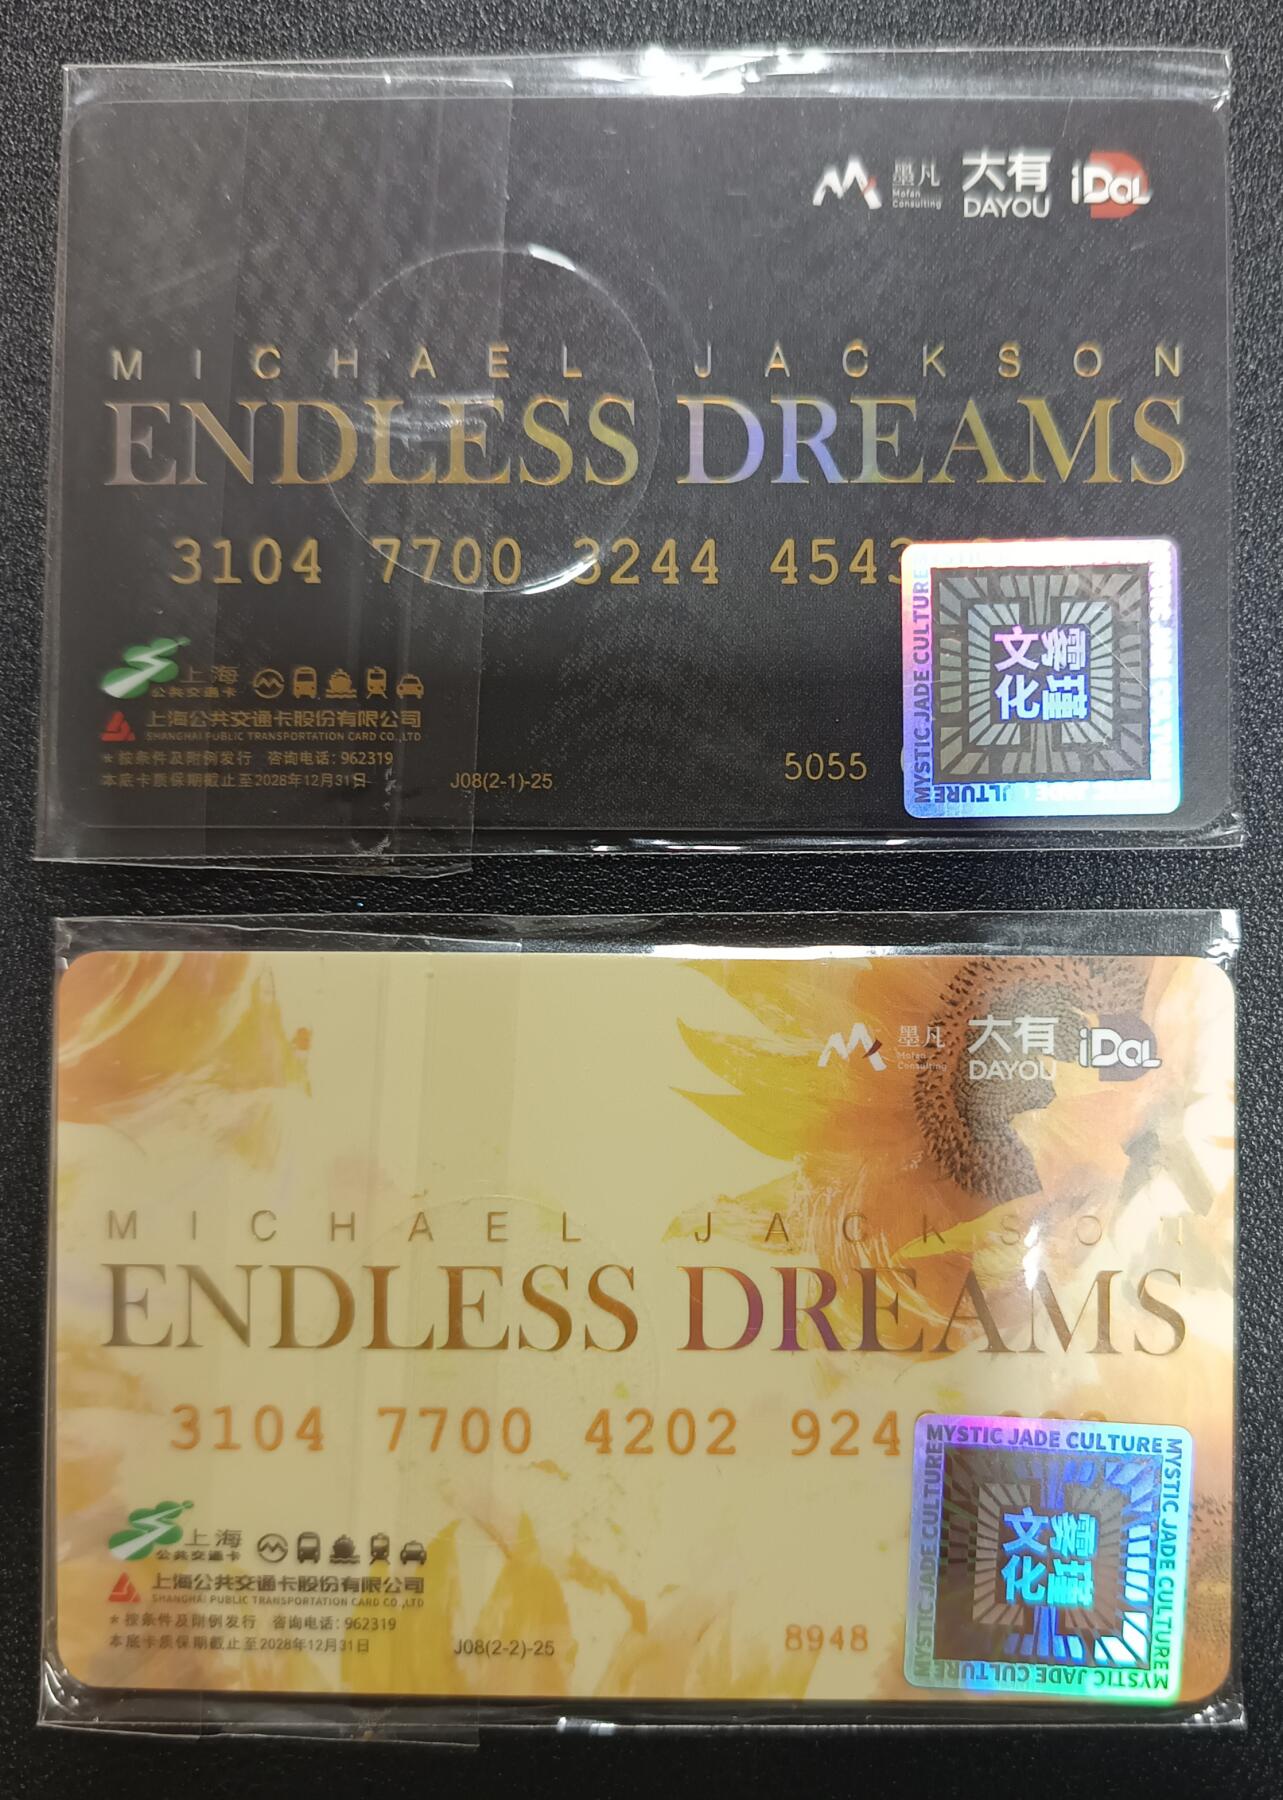 墨凡
Mofan
Consulting
大有
DAYOU
iDOL
MICHAEL JACKSON
ENDLESS DREAMS
3104 7700 3244 4543
上海
公共交通卡
上海公共交通卡股份有限公司
SHANGHAI PUBLIC TRANSPORTATION CARD CO.,LTD
*按条件及附例发行 咨询电话:962319
本底卡质保期截止至2028年12月31日
J08(2-1)-25
5055
MYSTIC JADE CULTURE
雾瑾
文化
墨凡
Mofan
Consulting
大有
DAYOU
iDOL
MICHAEL JACKSON
ENDLESS DREAMS
3104 7700 4202 924
上海
公共交通卡
上海公共交通卡股份有限公司
SHANGHAI PUBLIC TRANSPORTATION CARD CO.,LTD
*按条件及附例发行 咨询电话:962319
本底卡质保期截止至2028年12月31日
J08(2-2)-25
8948
MYSTIC JADE CULTURE
MYSTIC JADE CULTURE
MYSTIC JADE CULTURE
MYSTIC JADE CULTURE
雾瑾
文化